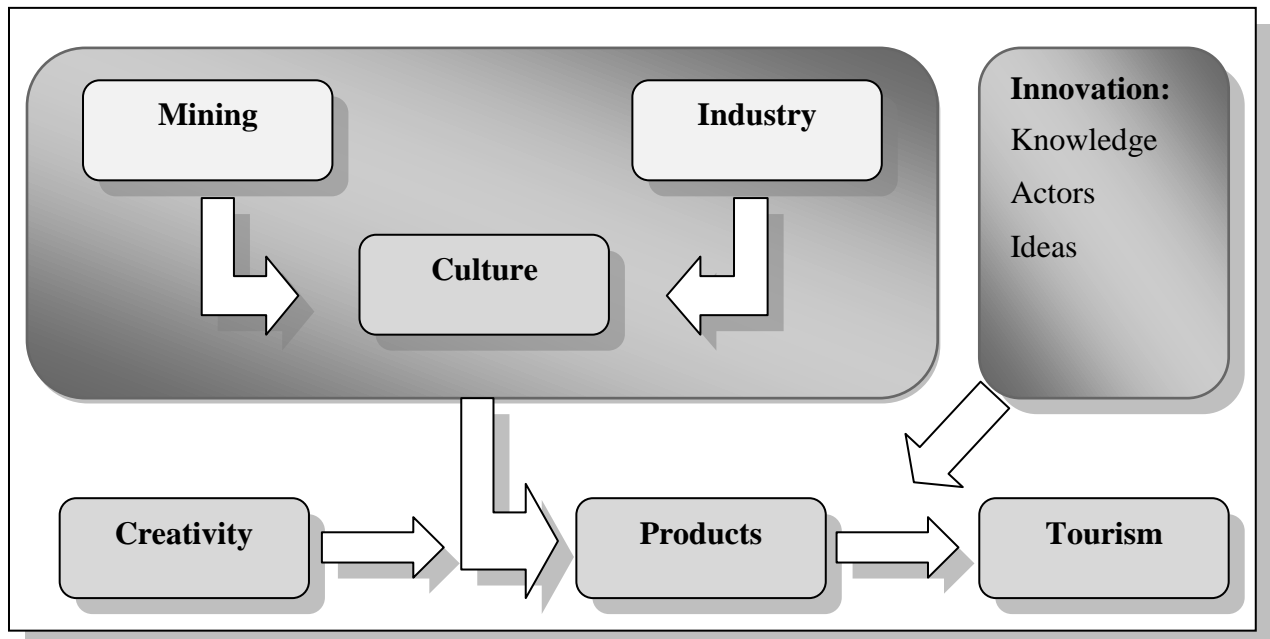 Mining
Industry
Culture
Innovation:
Knowledge
Actors
Ideas
Creativity
Products
Tourism